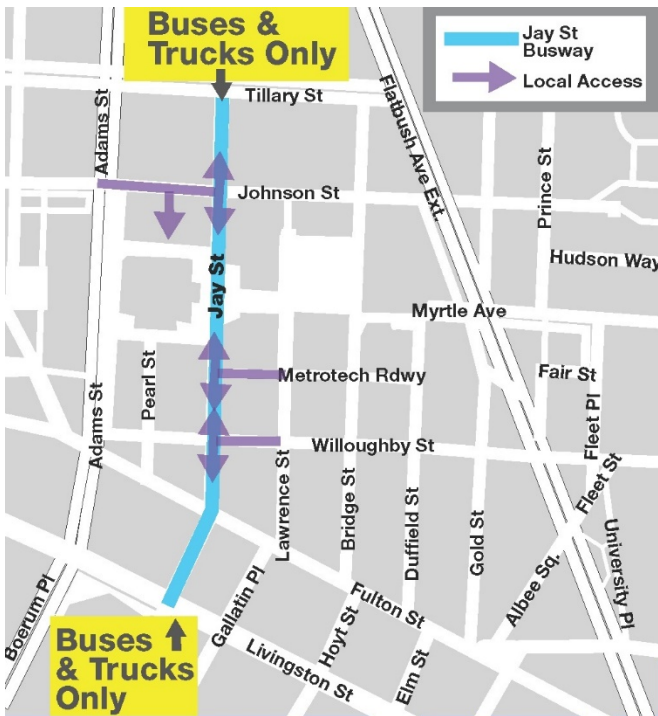 Buses &
Trucks Only
Jay St
Busway
Local Access
Tillary St
Adams St
Flatbush Ave Ext.
Johnson St
Prince St
Hudson Way
Jay St
Myrtle Ave
Pearl St
Metrotech Rdwy
Fair St
Fleet Pl
Adams St
Willoughby St
Fleet St
Lawrence St
Bridge St
Duffield St
Gold St
University Pl
Albee Sq.
Boerum Pl
Gallatin Pl
Fulton St
Hoyt St
Elm St
Livingston St
Buses
& Trucks
Only